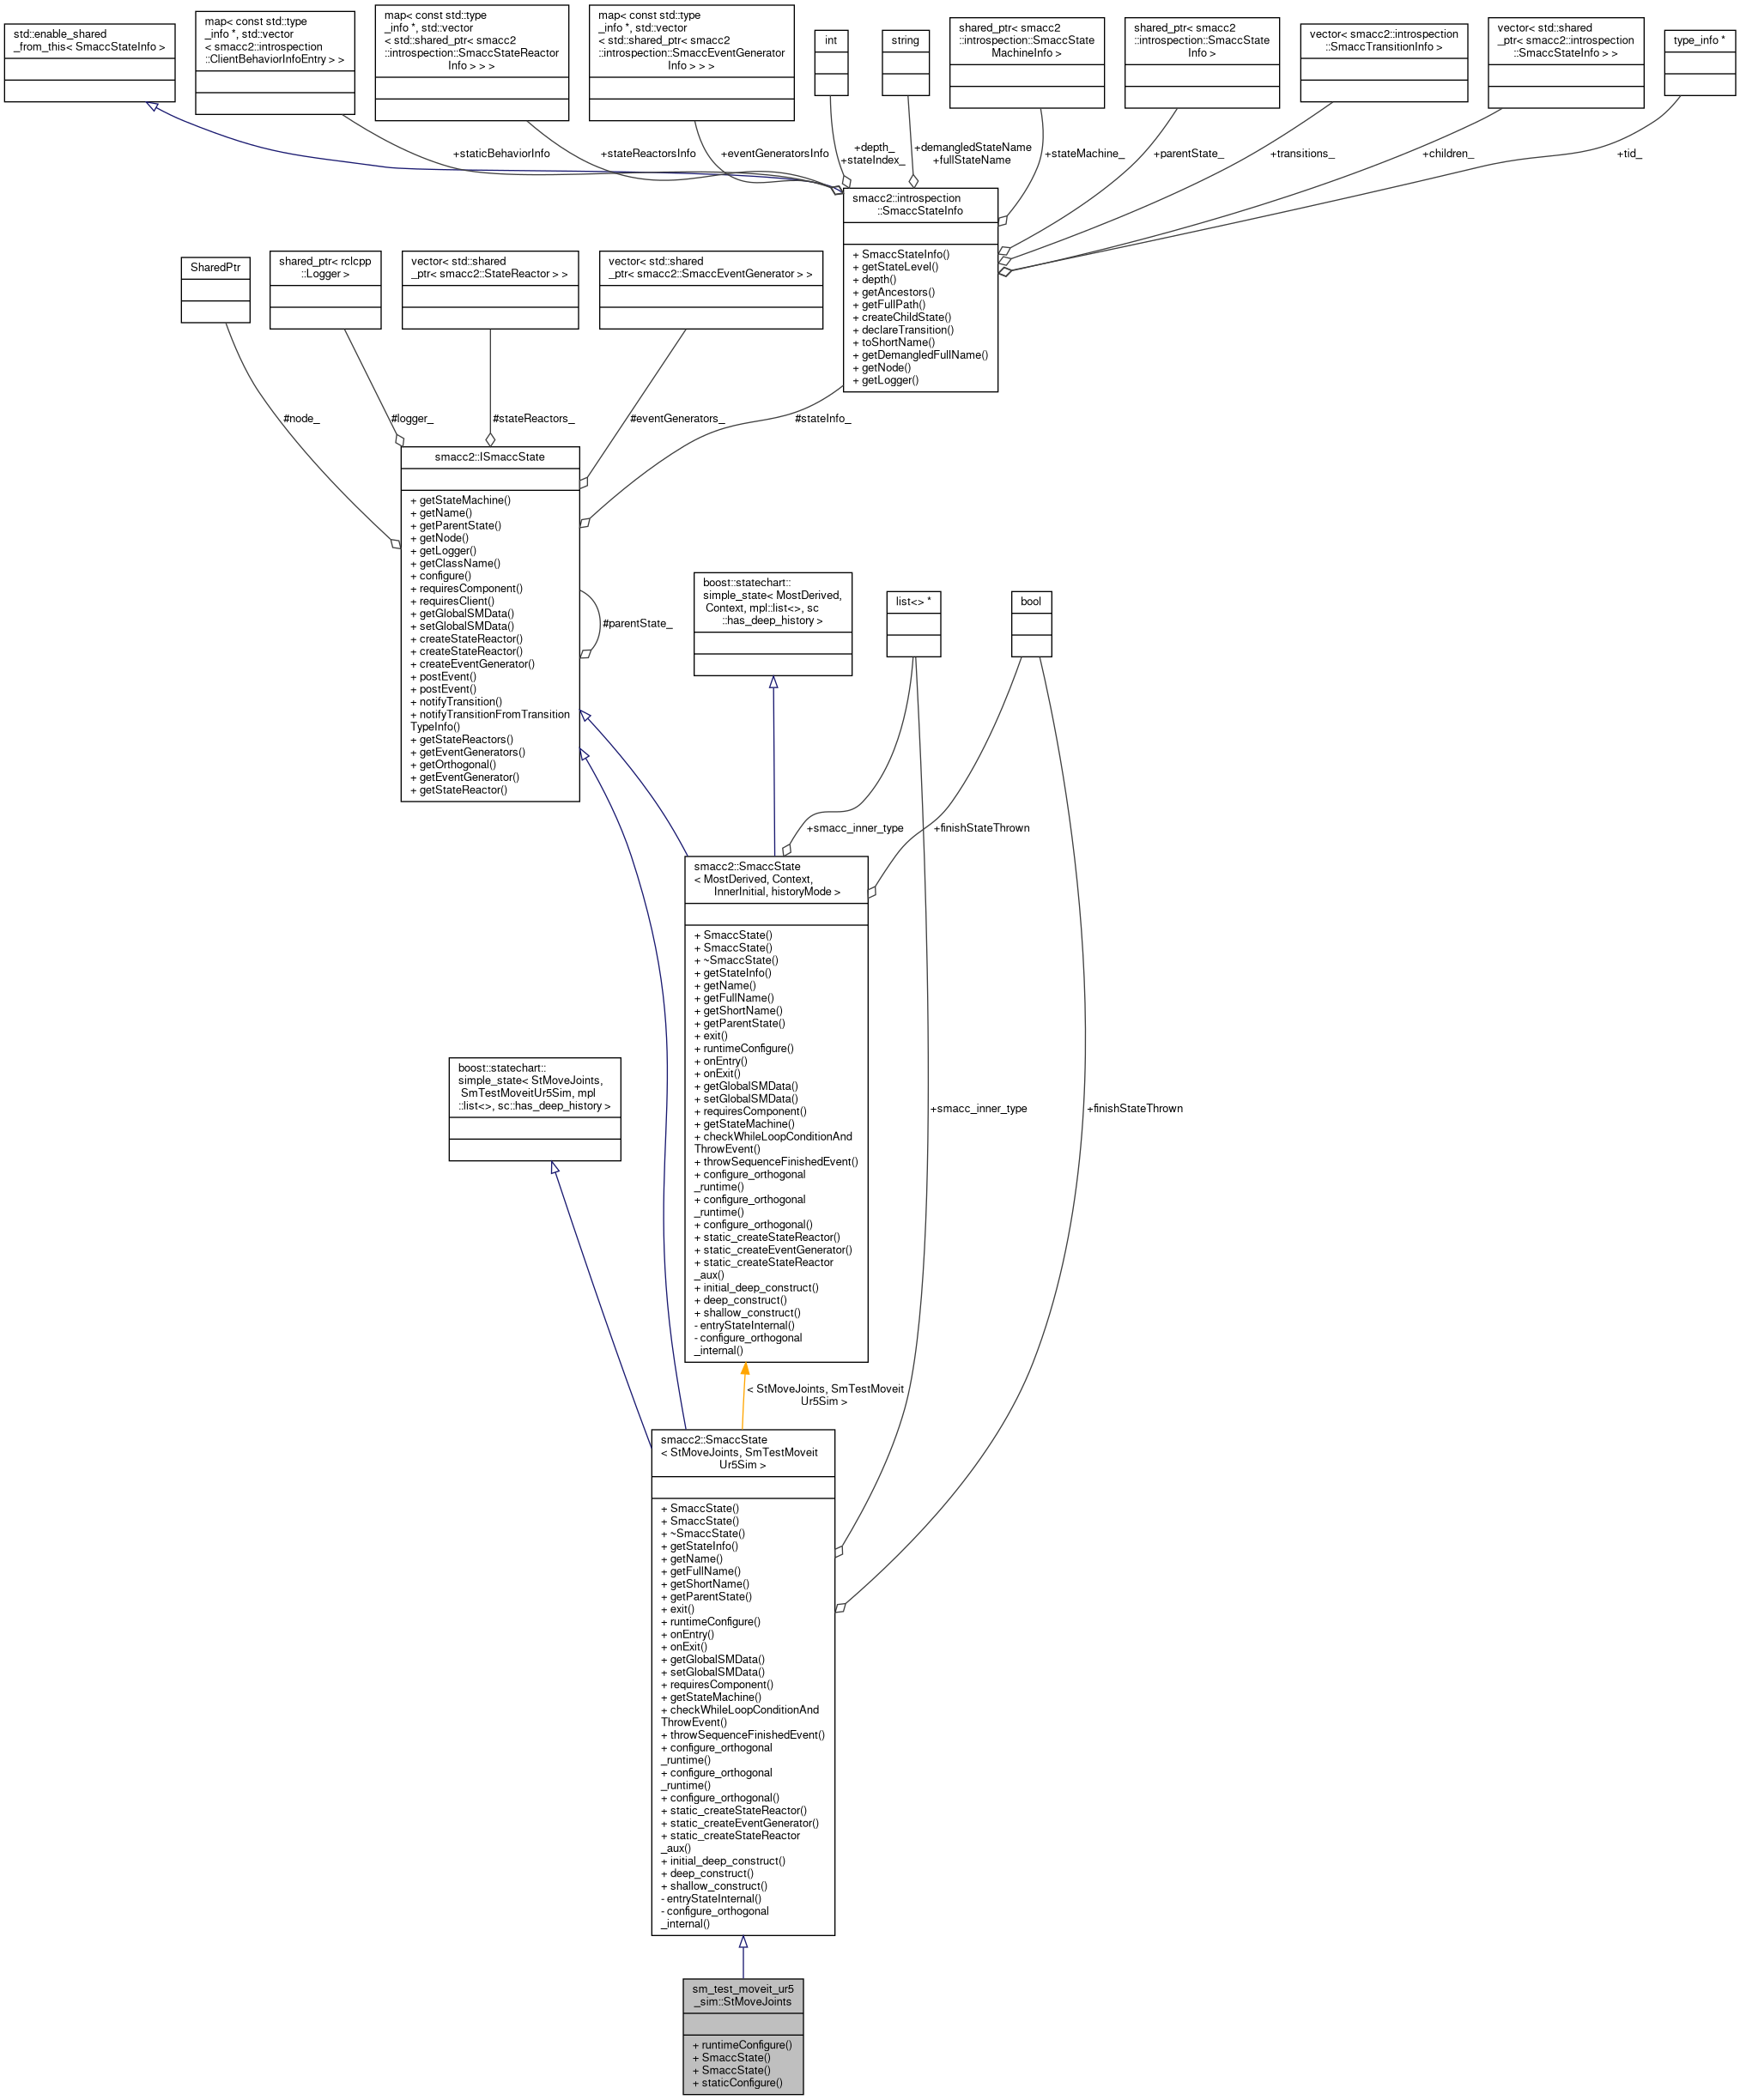 std::enable_shared
_from_this< SmaccStateInfo >
map< const std::type
_info *, std::vector
< smacc2::introspection
::ClientBehaviorInfoEntry > >
map< const std::type
_info *, std::vector
< std::shared_ptr< smacc2
::introspection::SmaccStateReactor
Info > > >
map< const std::type
_info *, std::vector
< std::shared_ptr< smacc2
::introspection::SmaccEventGenerator
Info > > >
int
string
shared_ptr< smacc2
::introspection::SmaccState
MachineInfo >
shared_ptr< smacc2
::introspection::SmaccState
Info >
vector< smacc2::introspection
::SmaccTransitionInfo >
vector< std::shared
_ptr< smacc2::introspection
::SmaccStateInfo > >
type_info *
+staticBehaviorInfo
+stateReactorsInfo
+eventGeneratorsInfo
+depth_
+stateIndex_
+demangledStateName
+fullStateName
+stateMachine_
+parentState_
+transitions_
+children_
+tid_
smacc2::introspection
::SmaccStateInfo
+ SmaccStateInfo()
+ getStateLevel()
+ depth()
+ getAncestors()
+ getFullPath()
+ createChildState()
+ declareTransition()
+ toShortName()
+ getDemangledFullName()
+ getNode()
+ getLogger()
SharedPtr
shared_ptr< rclcpp
::Logger >
vector< std::shared
_ptr< smacc2::StateReactor > >
vector< std::shared
_ptr< smacc2::SmaccEventGenerator > >
#node_
#logger_
#stateReactors_
#eventGenerators_
#stateInfo_
smacc2::ISmaccState
+ getStateMachine()
+ getName()
+ getParentState()
+ getNode()
+ getLogger()
+ getClassName()
+ configure()
+ requiresComponent()
+ requiresClient()
+ getGlobalSMData()
+ setGlobalSMData()
+ createStateReactor()
+ createStateReactor()
+ createEventGenerator()
+ postEvent()
+ postEvent()
+ notifyTransition()
+ notifyTransitionFromTransition
TypeInfo()
+ getStateReactors()
+ getEventGenerators()
+ getOrthogonal()
+ getEventGenerator()
+ getStateReactor()
#parentState_
boost::statechart::
simple_state< MostDerived,
Context, mpl::list<>, sc
::has_deep_history >
list<> *
bool
+smacc_inner_type
+finishStateThrown
smacc2::SmaccState
< MostDerived, Context,
InnerInitial, historyMode >
+ SmaccState()
+ SmaccState()
+ ~SmaccState()
+ getStateInfo()
+ getName()
+ getFullName()
+ getShortName()
+ getParentState()
+ exit()
+ runtimeConfigure()
+ onEntry()
+ onExit()
+ getGlobalSMData()
+ setGlobalSMData()
+ requiresComponent()
+ getStateMachine()
+ checkWhileLoopConditionAnd
ThrowEvent()
+ throwSequenceFinishedEvent()
+ configure_orthogonal
_runtime()
+ configure_orthogonal
_runtime()
+ configure_orthogonal()
+ static_createStateReactor()
+ static_createEventGenerator()
+ static_createStateReactor
_aux()
+ initial_deep_construct()
+ deep_construct()
+ shallow_construct()
- entryStateInternal()
- configure_orthogonal
_internal()
boost::statechart::
simple_state< StMoveJoints,
SmTestMoveitUr5Sim, mpl
::list<>, sc::has_deep_history >
+smacc_inner_type
+finishStateThrown
< StMoveJoints, SmTestMoveit
Ur5Sim >
smacc2::SmaccState
< StMoveJoints, SmTestMoveit
Ur5Sim >
+ SmaccState()
+ SmaccState()
+ ~SmaccState()
+ getStateInfo()
+ getName()
+ getFullName()
+ getShortName()
+ getParentState()
+ exit()
+ runtimeConfigure()
+ onEntry()
+ onExit()
+ getGlobalSMData()
+ setGlobalSMData()
+ requiresComponent()
+ getStateMachine()
+ checkWhileLoopConditionAnd
ThrowEvent()
+ throwSequenceFinishedEvent()
+ configure_orthogonal
_runtime()
+ configure_orthogonal
_runtime()
+ configure_orthogonal()
+ static_createStateReactor()
+ static_createEventGenerator()
+ static_createStateReactor
_aux()
+ initial_deep_construct()
+ deep_construct()
+ shallow_construct()
- entryStateInternal()
- configure_orthogonal
_internal()
sm_test_moveit_ur5
_sim::StMoveJoints
+ runtimeConfigure()
+ SmaccState()
+ SmaccState()
+ staticConfigure()